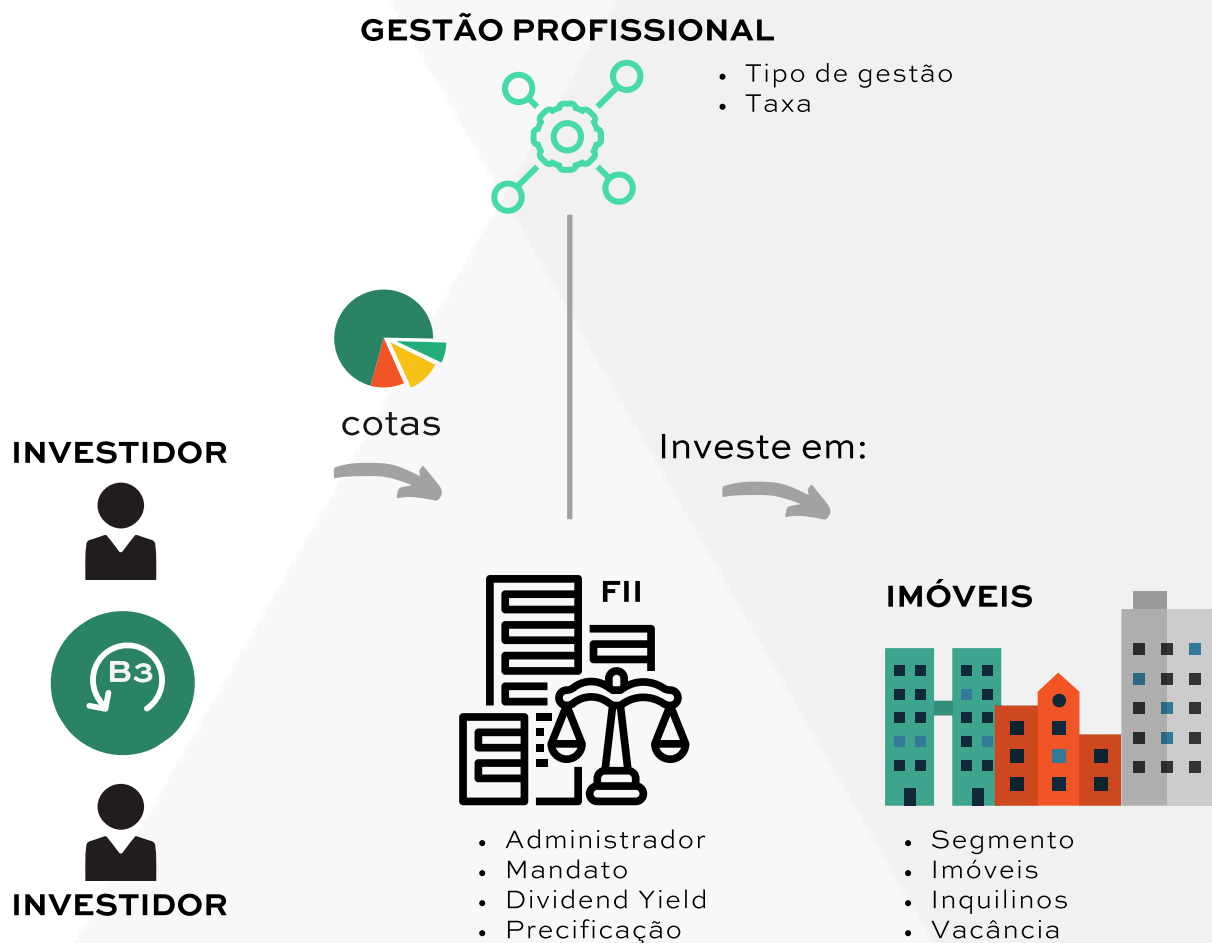 GESTÃO PROFISSIONAL
• Tipo de gestão
• Taxa
cotas
INVESTIDOR
Investe em:
B3
INVESTIDOR
FII
• Administrador
• Mandato
• Dividend Yield
• Precificação
IMÓVEIS
• Segmento
• Imóveis
• Inquilinos
• Vacância